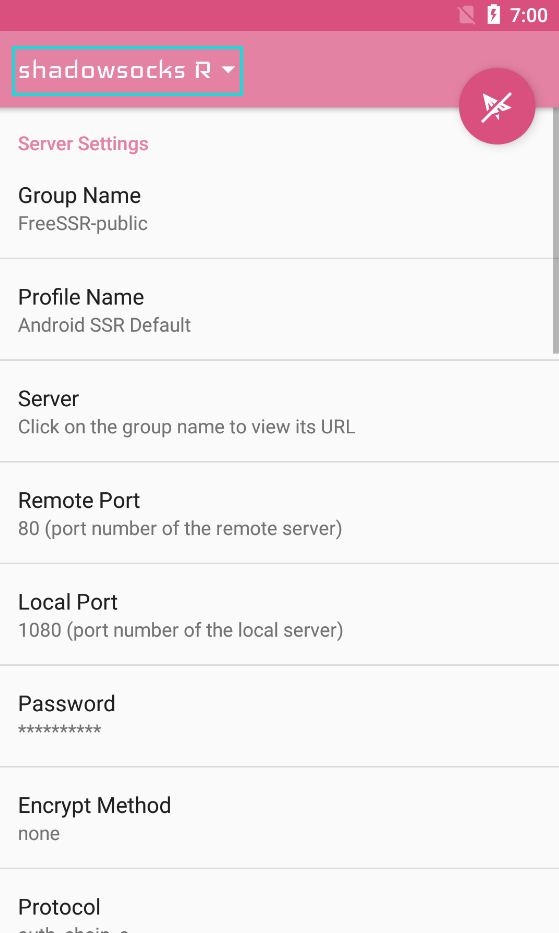 7:00
shadowsocks R
Server Settings
Group Name
FreeSSR-public
Profile Name
Android SSR Default
Server
Click on the group name to view its URL
Remote Port
80 (port number of the remote server)
Local Port
1080 (port number of the local server)
Password
**********
Encrypt Method
none
Protocol